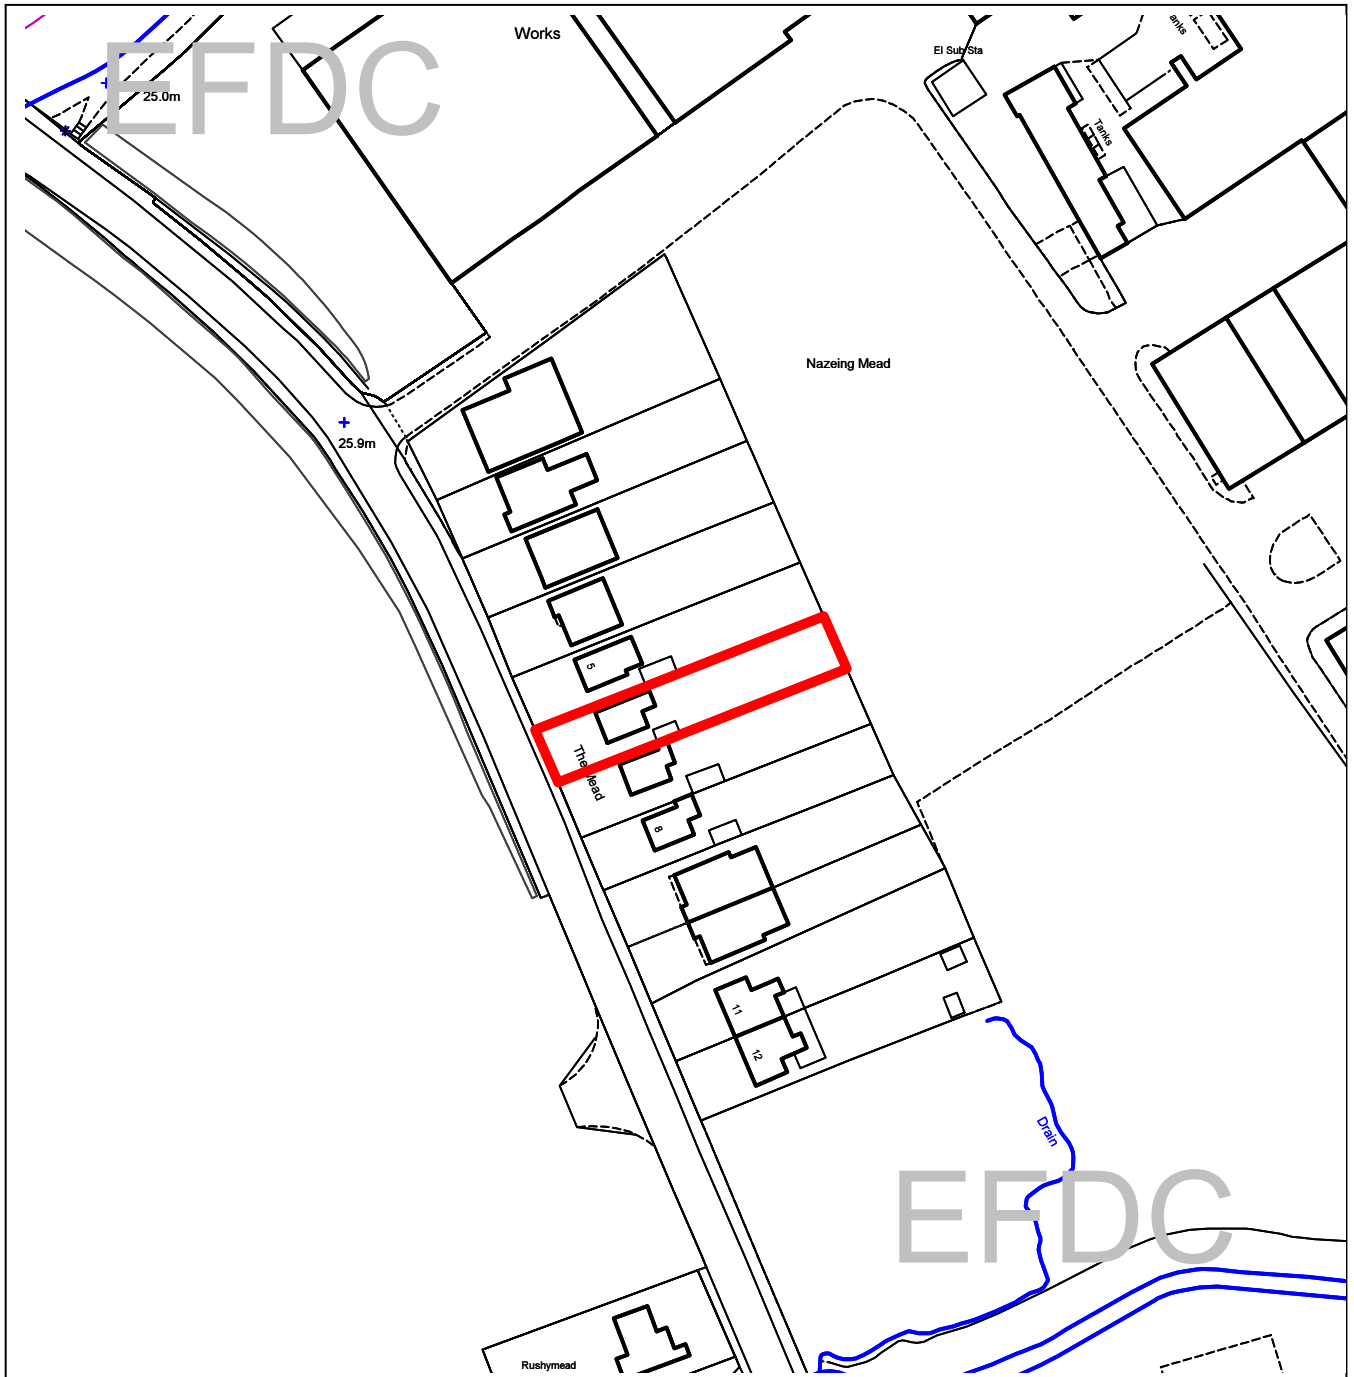 Works
anks
El Sub Sta
EFDC
25.0m
Tanks
Nazeing Mead
25.9m
5
The Mead
8
11
12
Drain
EFDC
Rushymead